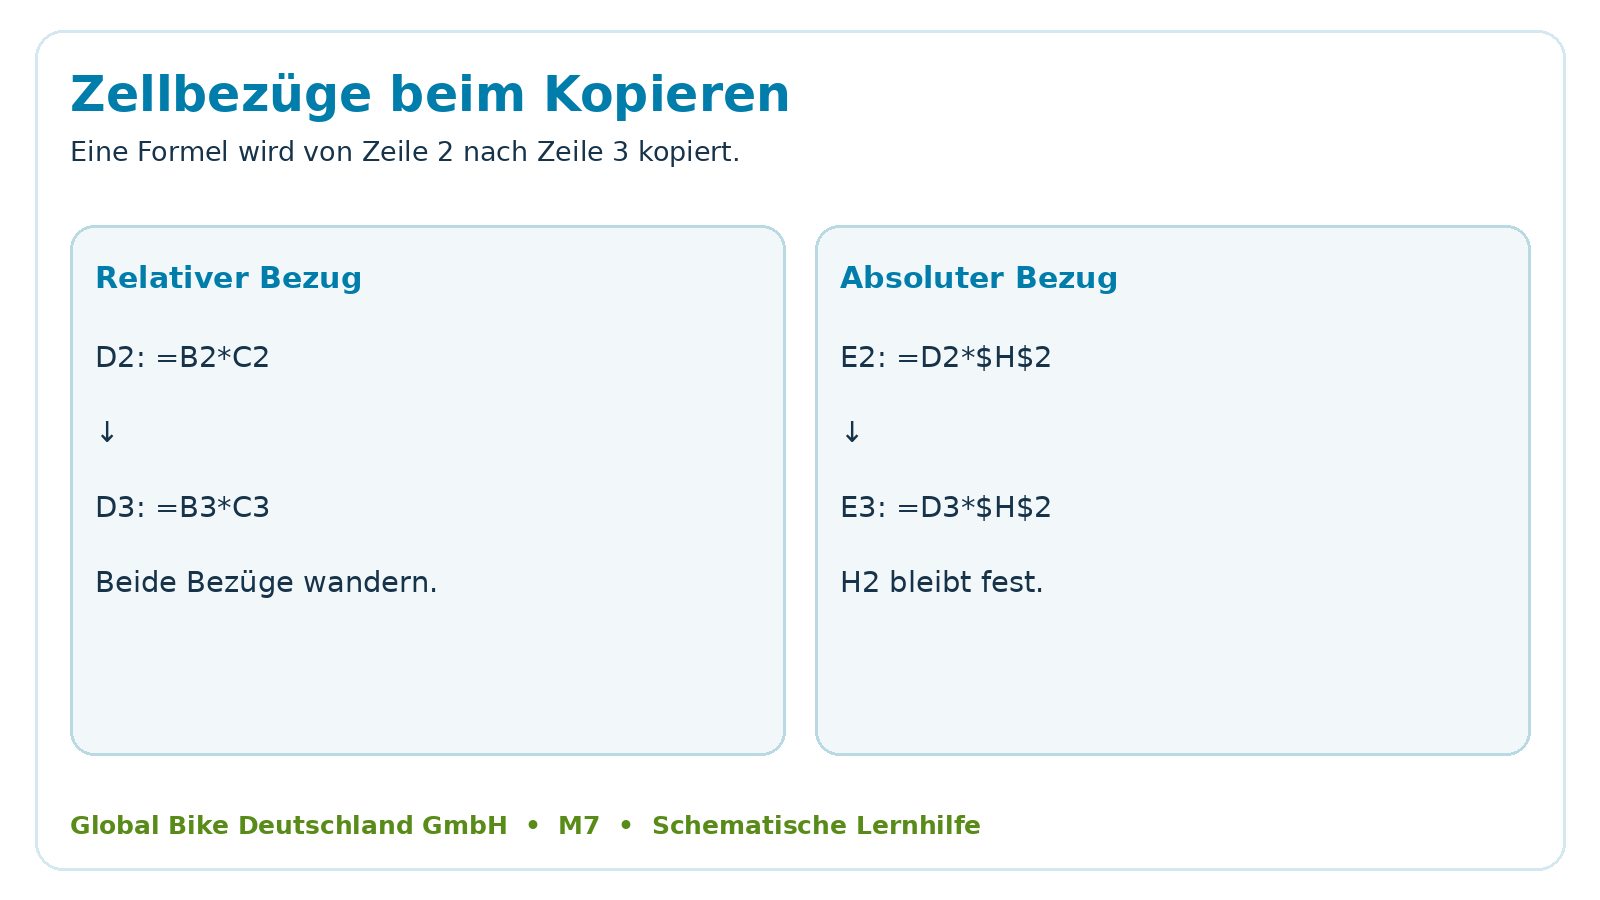 Zellbezüge beim Kopieren
Eine Formel wird von Zeile 2 nach Zeile 3 kopiert.
Relativer Bezug
D2: =B2*C2
↓
D3: =B3*C3
Beide Bezüge wandern.
Absoluter Bezug
E2: =D2*$H$2
↓
E3: =D3*$H$2
H2 bleibt fest.
Global Bike Deutschland GmbH • M7 • Schematische Lernhilfe